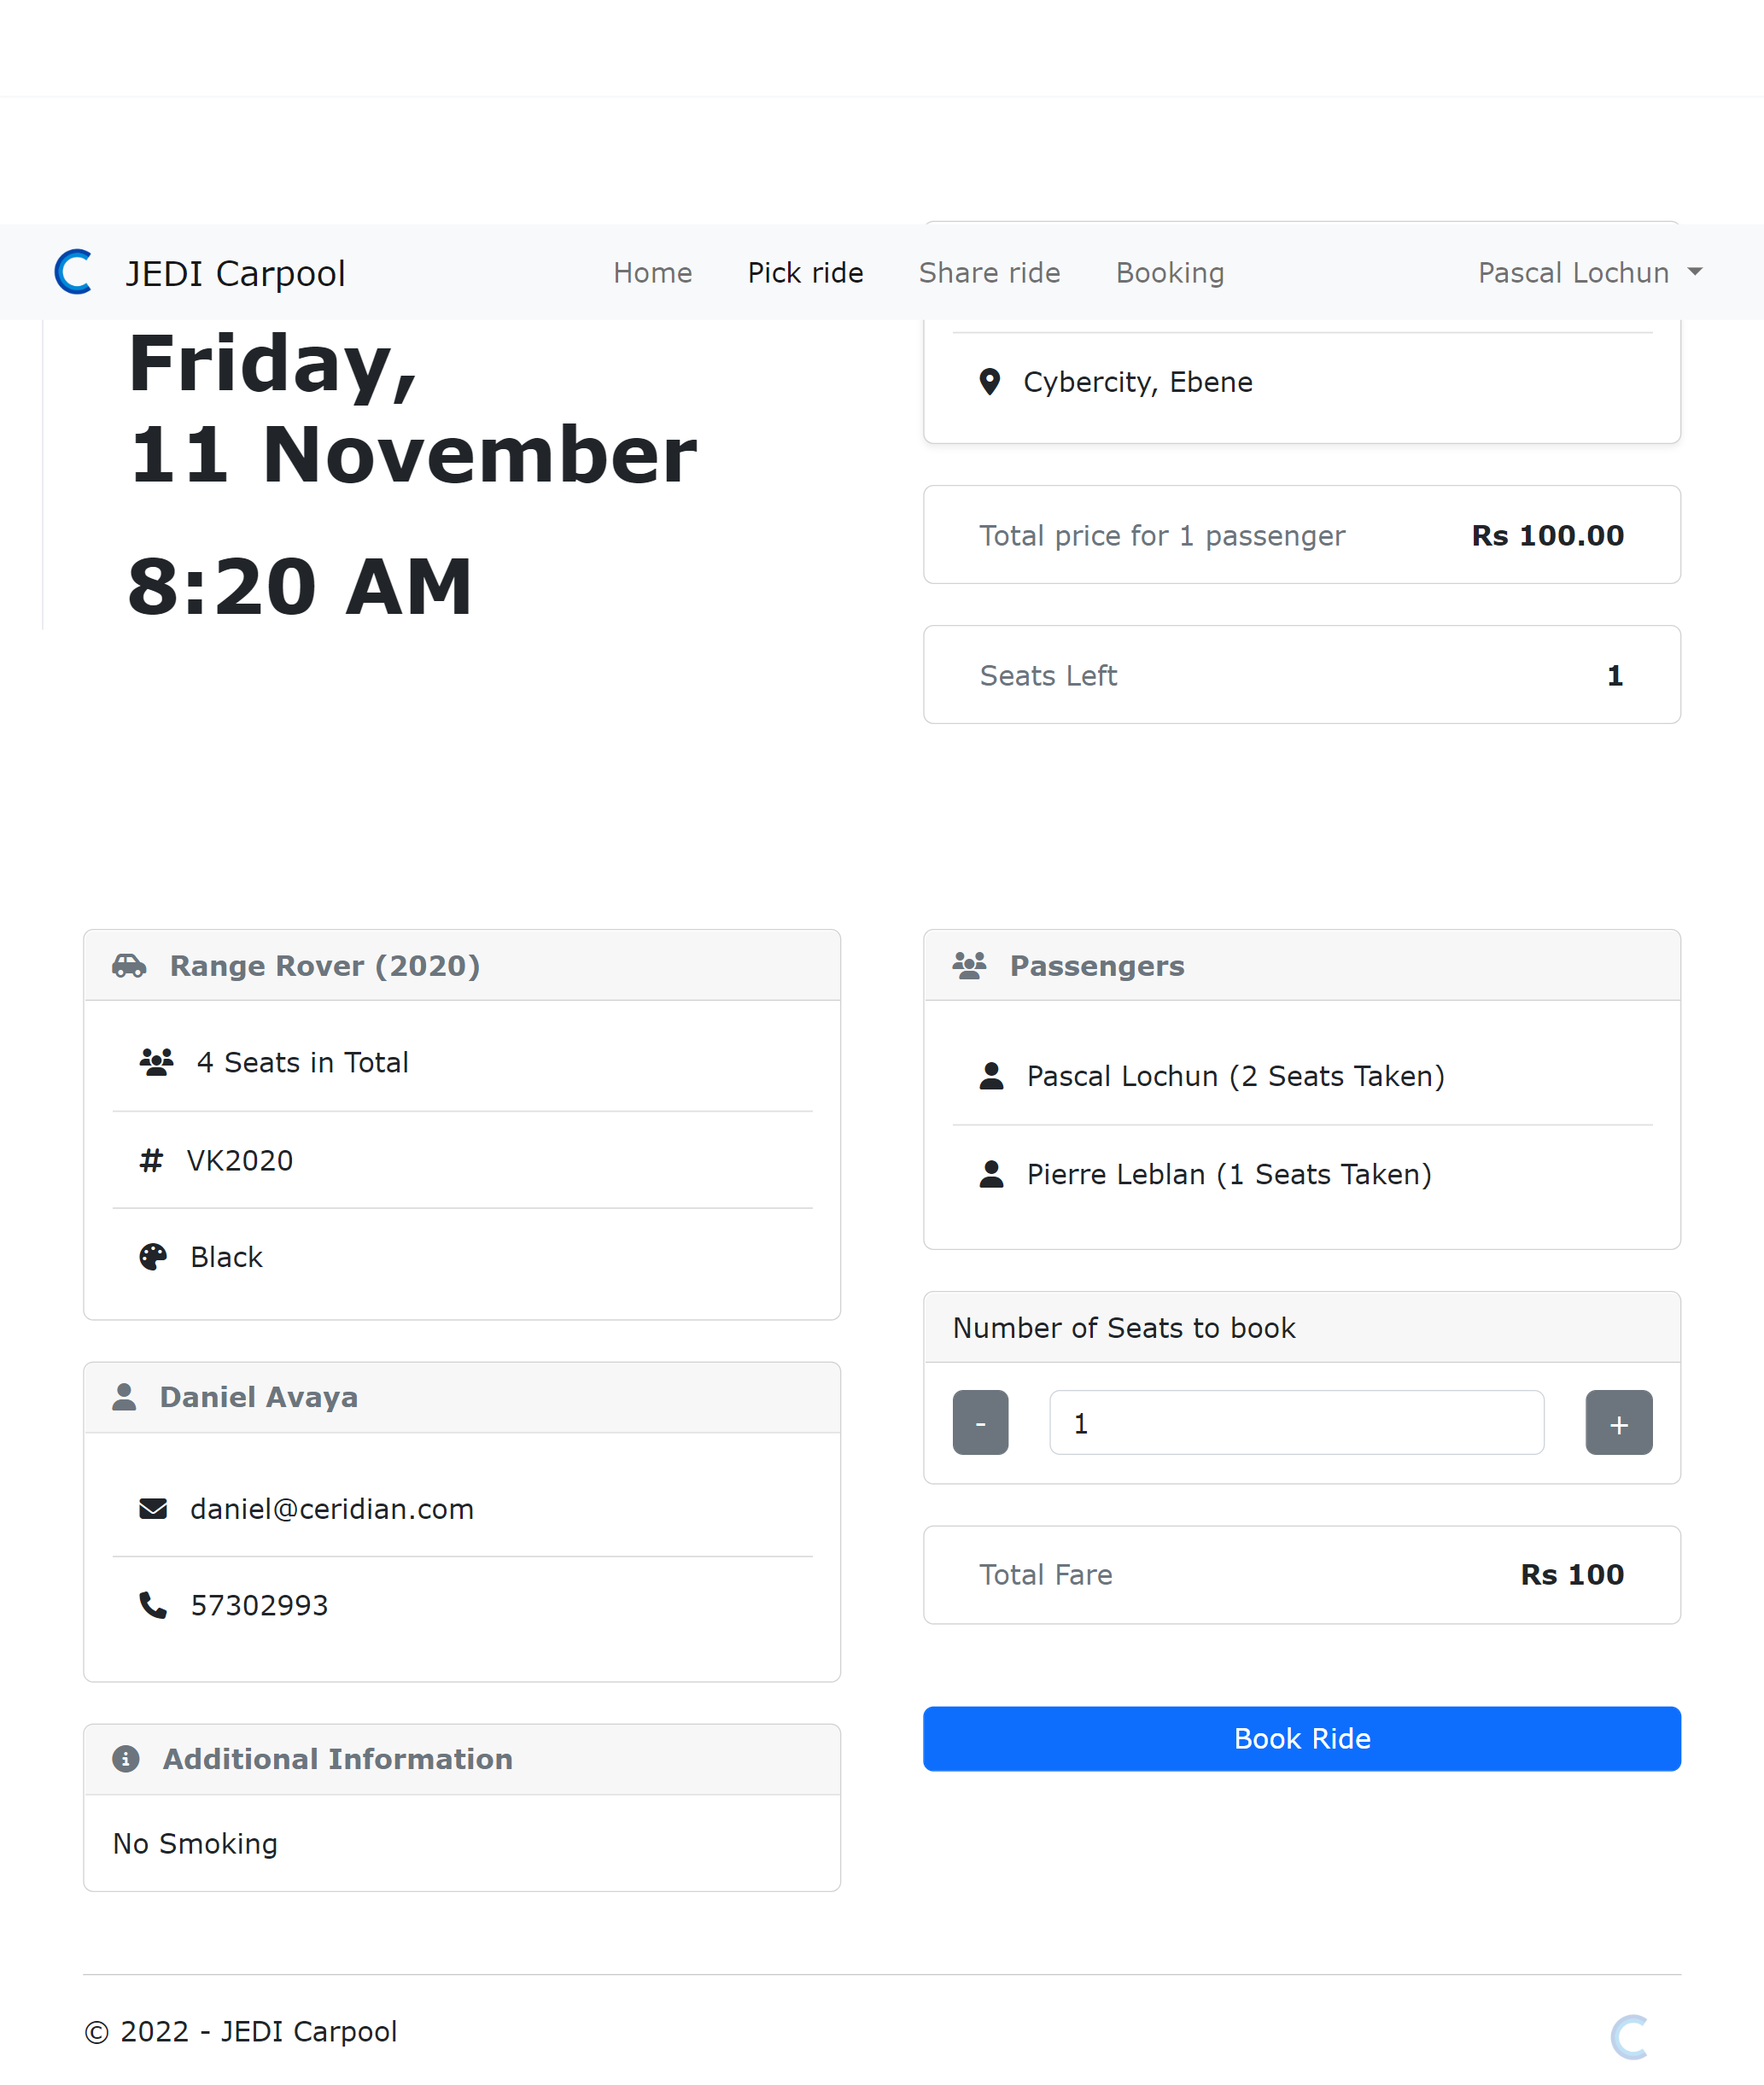 JEDI Carpool
Home
Pick ride
Share ride
Booking
Pascal Lochun
Friday,
11 November
8:20 AM
Cybercity, Ebene
Total price for 1 passenger
Rs 100.00
Seats Left
1
Range Rover (2020)
4 Seats in Total
VK2020
Black
Daniel Avaya
daniel@ceridian.com
57302993
Additional Information
No Smoking
Passengers
Pascal Lochun (2 Seats Taken)
Pierre Leblan (1 Seats Taken)
Number of Seats to book
-
1
+
Total Fare
Rs 100
Book Ride
© 2022 - JEDI Carpool